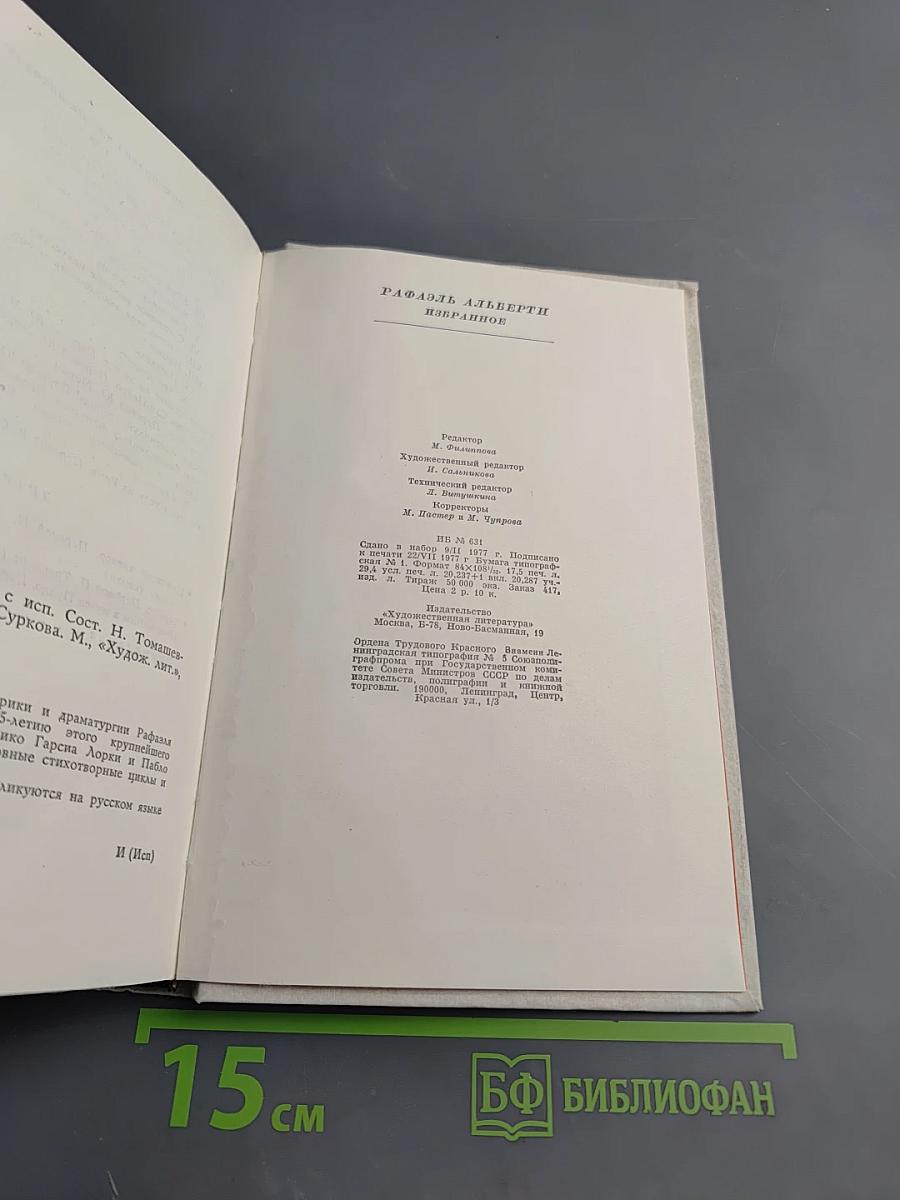 с исп. Сост. Н. Томашев-
Суркова. М., «Худож. лит.»,
рики и драматургии Рафаэля
5-летию этого крупнейшего
ико Гарсиа Лорки и Пабло
овные стихотворные циклы и
ликуются на русском языке
И (Исп)
РАФАЭЛЬ АЛЬБЕРТИ
ИЗБРАННОЕ
Редактор
М. Филиппова
Художественный редактор
И. Сальникова
Технический редактор
Л. Витушкина
Корректоры
М. Пастер и М. Чупрова
ИБ № 631
Сдано в набор 9/II 1977 г. Подписано
к печати 22/VII 1977 г Бумага типограф-
ская № 1. Формат 84×108¹/₃₂. 17,5 печ. л.
29,4 усл. печ. л. 20,237+1 вкл. 20,287 уч.-
изд. л. Тираж 50 000 экз. Заказ 417.
Цена 2 р. 10 к.
Издательство
«Художественная литература»
Москва, Б-78, Ново-Басманная, 19
Ордена Трудового Красного Знамени Ле-
нинградская типография № 5 Союзполи-
графпрома при Государственном коми-
тете Совета Министров СССР по делам
издательств, полиграфии и книжной
торговли. 190000, Ленинград, Центр,
Красная ул., 1/3
15 см
БФ БИБЛИОФАН